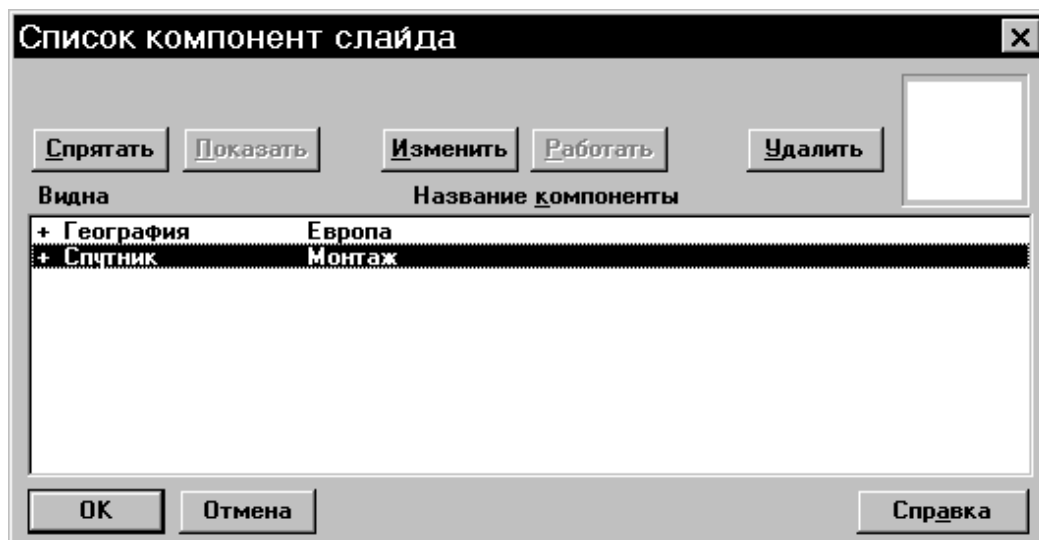 Список компонент слайда
Спрятать Показать Изменить Работать Удалить
Видна Название компоненты
+ География Европа
+ Спутник Монтаж
OK Отмена Справка